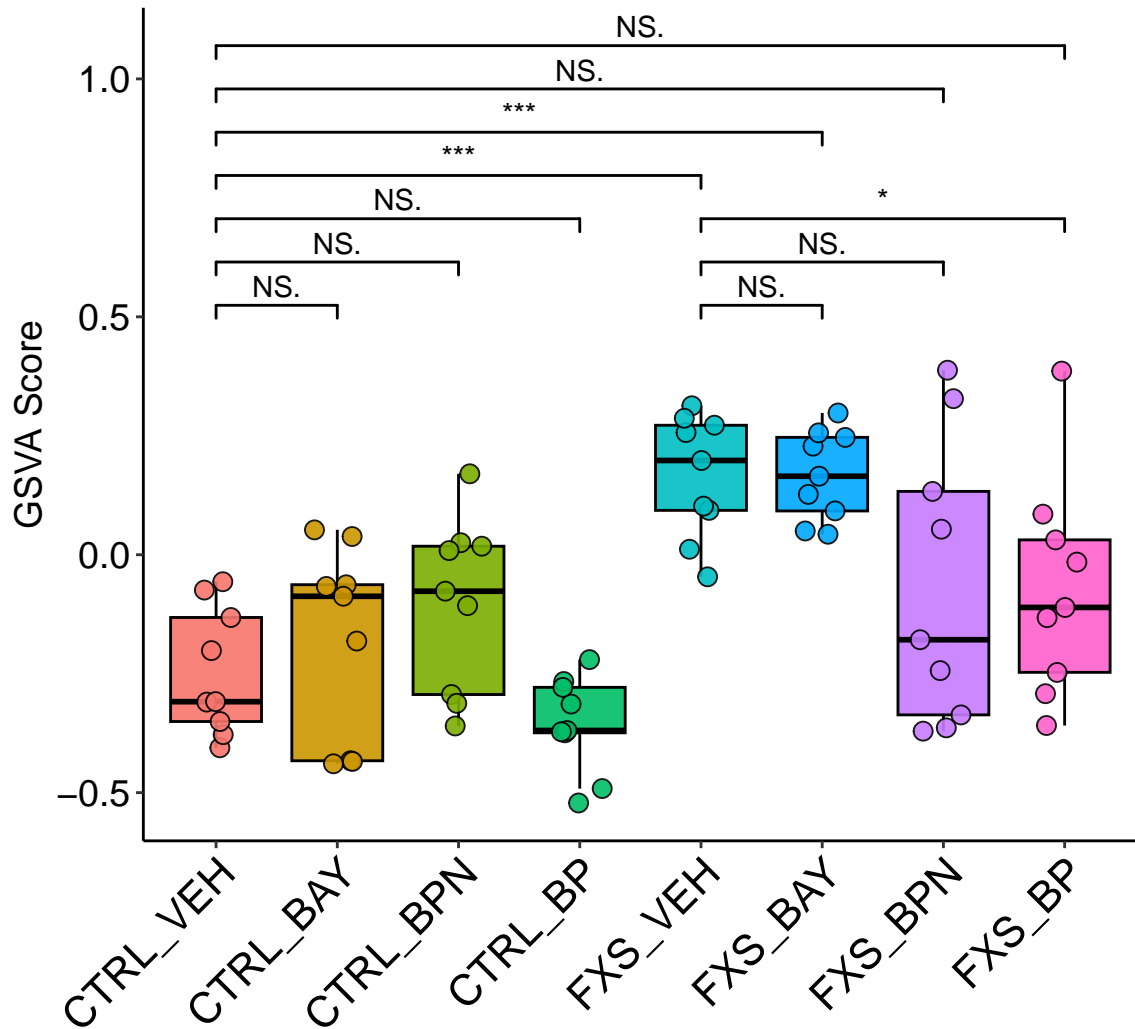 NS.
1.0
NS.
***
***
NS.
*
NS.
NS.
NS.
NS.
0.5
GSVA Score
0.0
−0.5
CTRL_VEH
CTRL_BAY
CTRL_BPN
CTRL_BP
FXS_VEH
FXS_BAY
FXS_BPN
FXS_BP